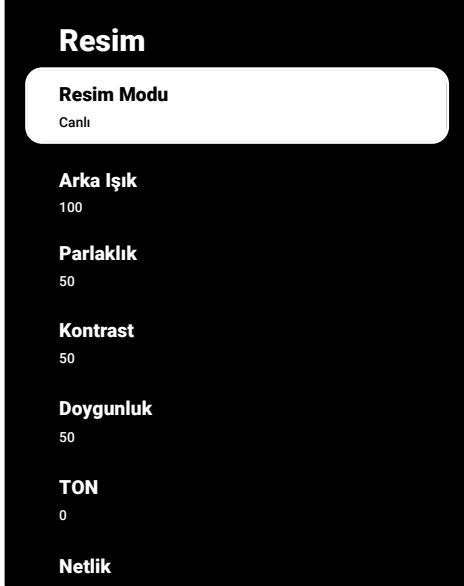 Resim
Resim Modu
Canlı
Arka Işık
100
Parlaklık
50
Kontrast
50
Doygunluk
50
TON
0
Netlik